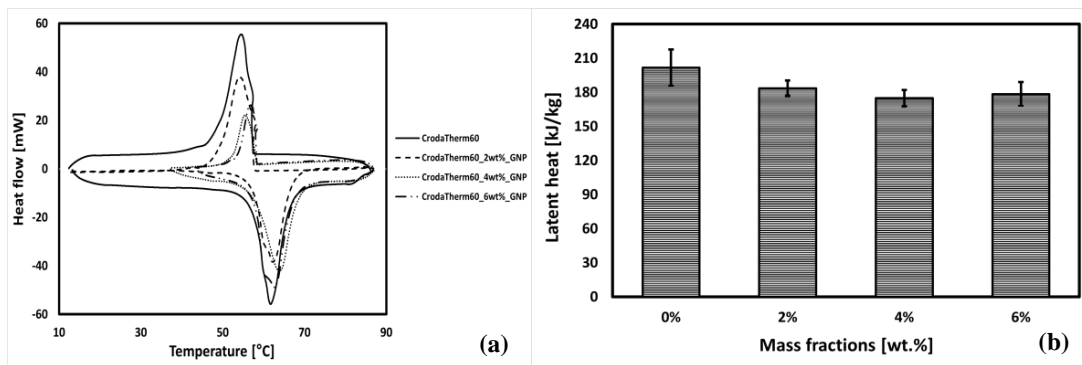 60
40
20
0
-20
-40
-60
Heat flow [mW]
10
30
50
70
90
Temperature [°C]
CrodaTherm60
CrodaTherm60_2wt%_GNP
CrodaTherm60_4wt%_GNP
CrodaTherm60_6wt%_GNP
(a)
240
210
180
150
120
90
60
30
0
Latent heat [kJ/kg]
0%
2%
4%
6%
Mass fractions [wt.%]
(b)